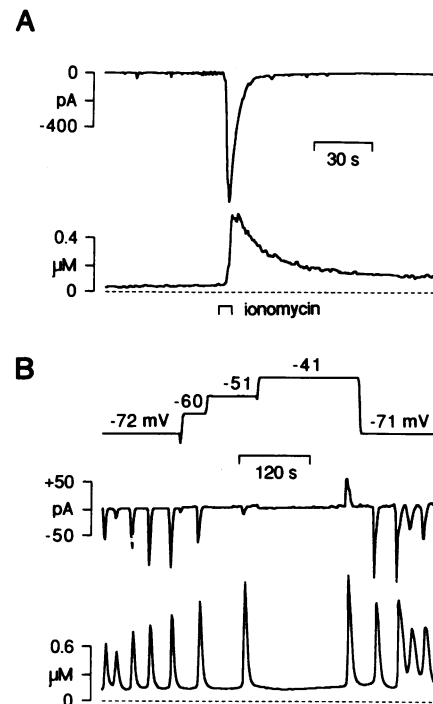 A
0
pA
-400
30 s
0.4
μM
0
ionomycin
B
-41
-51
-60
-72 mV
-71 mV
120 s
+50
pA
-50
0.6
μM
0